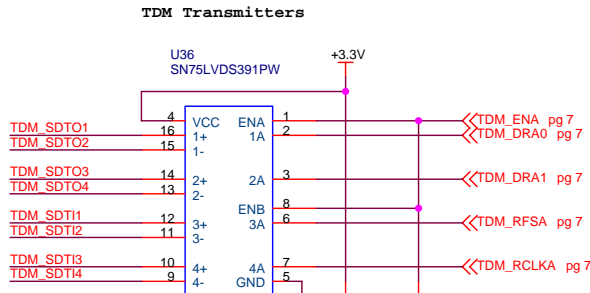 TDM Transmitters
U36
SN75LVDS391PW
+3.3V
4 VCC ENA 1 TDM_ENA pg 7
TDM_SDTO1 16 1+ 1A 2 TDM_DRA0 pg 7
TDM_SDTO2 15 1-
TDM_SDTO3 14 2+ 2A 3 TDM_DRA1 pg 7
TDM_SDTO4 13 2-
ENB 8
TDM_SDTI1 12 3+ 3A 6 TDM_RFSA pg 7
TDM_SDTI2 11 3-
TDM_SDTI3 10 4+ 4A 7 TDM_RCLKA pg 7
TDM_SDTI4 9 4- GND 5